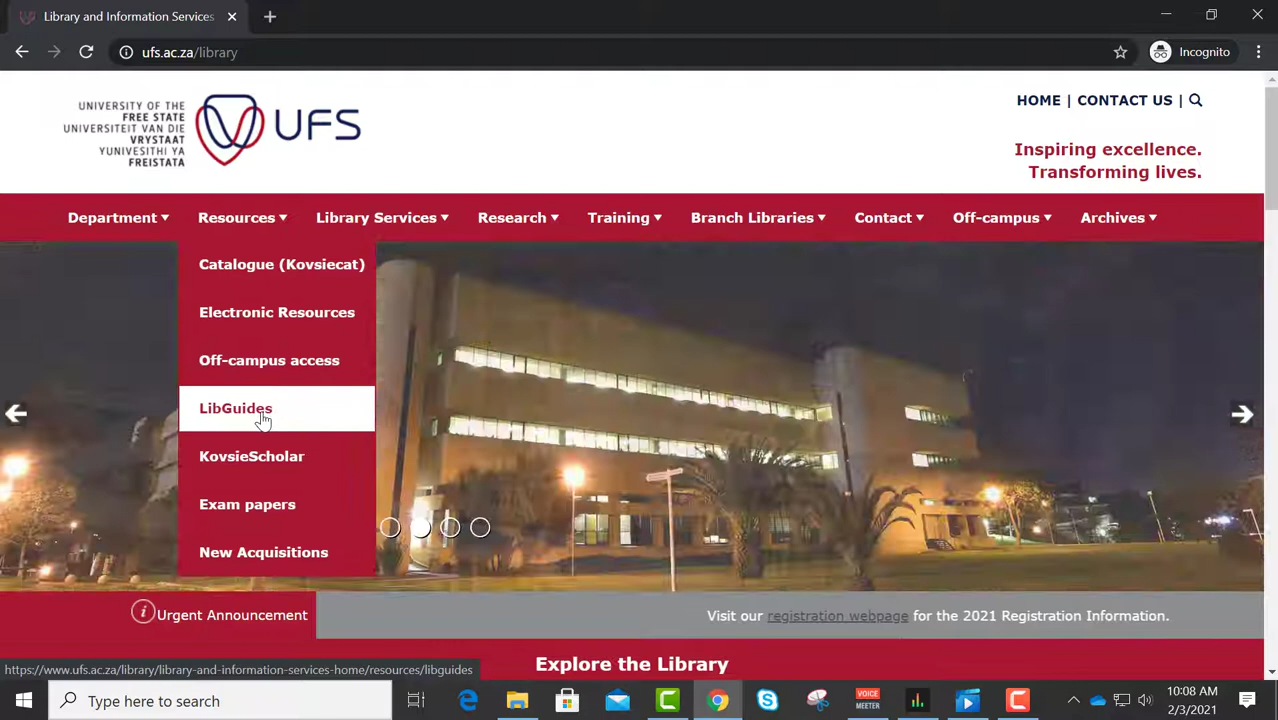 Library and Information Services
ufs.ac.za/library
Incognito
UNIVERSITY OF THE
FREE STATE
UNIVERSITEIT VAN DIE
VRYSTAAT
YUNIVESITHI YA
FREISTATA
UFS
HOME | CONTACT US |
Inspiring excellence.
Transforming lives.
Department Resources Library Services Research Training Branch Libraries Contact Off-campus Archives
Catalogue (Kovsiecat)
Electronic Resources
Off-campus access
LibGuides
KovsieScholar
Exam papers
New Acquisitions
Urgent Announcement
Visit our registration webpage for the 2021 Registration Information.
Explore the Library
https://www.ufs.ac.za/library/library-and-information-services-home/resources/libguides
Type here to search
VOICE
MEETER
10:08 AM
2/3/2021